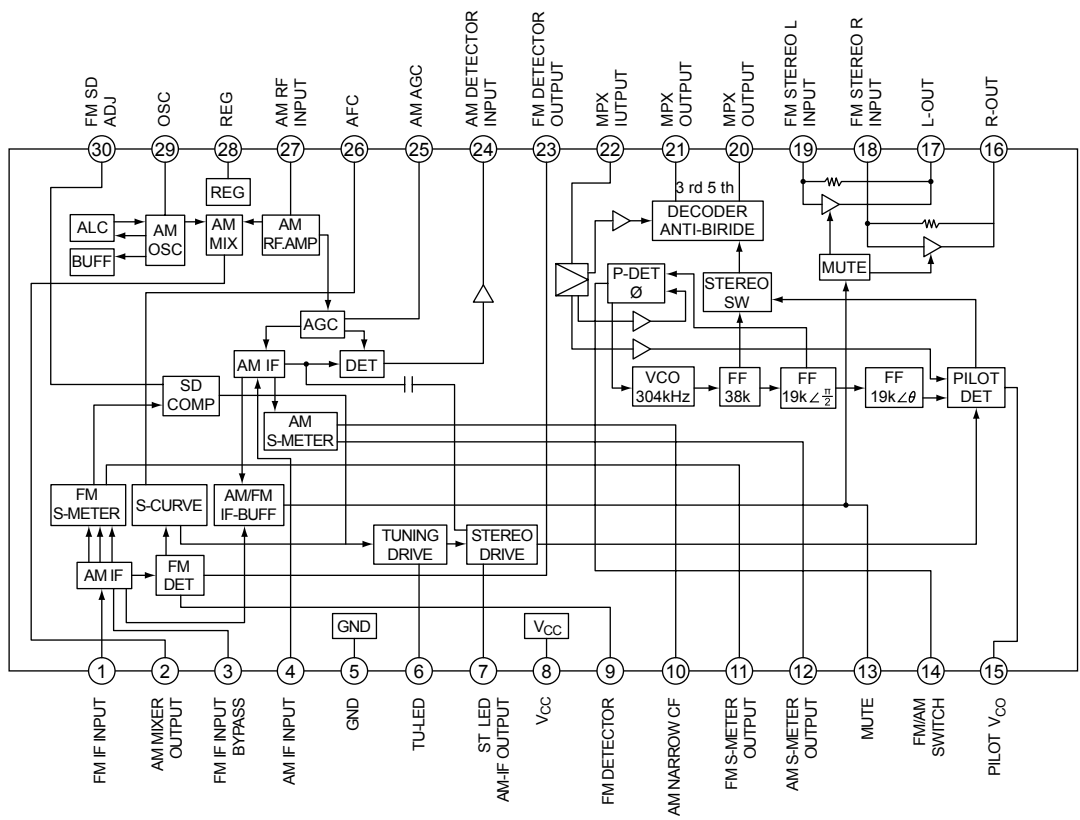 FM SD
ADJ
OSC
REG
AM RF
INPUT
AFC
AM AGC
AM DETECTOR
INPUT
FM DETECTOR
OUTPUT
MPX
IUTPUT
MPX
OUTPUT
MPX
OUTPUT
FM STEREO L
INPUT
FM STEREO R
INPUT
L-OUT
R-OUT
30
29
28
27
26
25
24
23
22
21
20
19
18
17
16
REG
3 rd 5 th
ALC
AM
OSC
AM
MIX
AM
RF.AMP
DECODER
ANTI-BIRIDE
BUFF
P-DET
Ø
STEREO
SW
MUTE
AGC
AM IF
DET
SD
COMP
VCO
304kHz
FF
38k
FF
19k∠π/2
FF
19k∠θ
PILOT
DET
AM
S-METER
FM
S-METER
S-CURVE
AM/FM
IF-BUFF
TUNING
DRIVE
STEREO
DRIVE
AM IF
FM
DET
GND
VCC
1
2
3
4
5
6
7
8
9
10
11
12
13
14
15
FM IF INPUT
AM MIXER
OUTPUT
FM IF INPUT
BYPASS
AM IF INPUT
GND
TU-LED
ST LED
AM-IF OUTPUT
VCC
FM DETECTOR
AM NARROW CF
FM S-METER
OUTPUT
AM S-METER
OUTPUT
MUTE
FM/AM
SWITCH
PILOT VCO